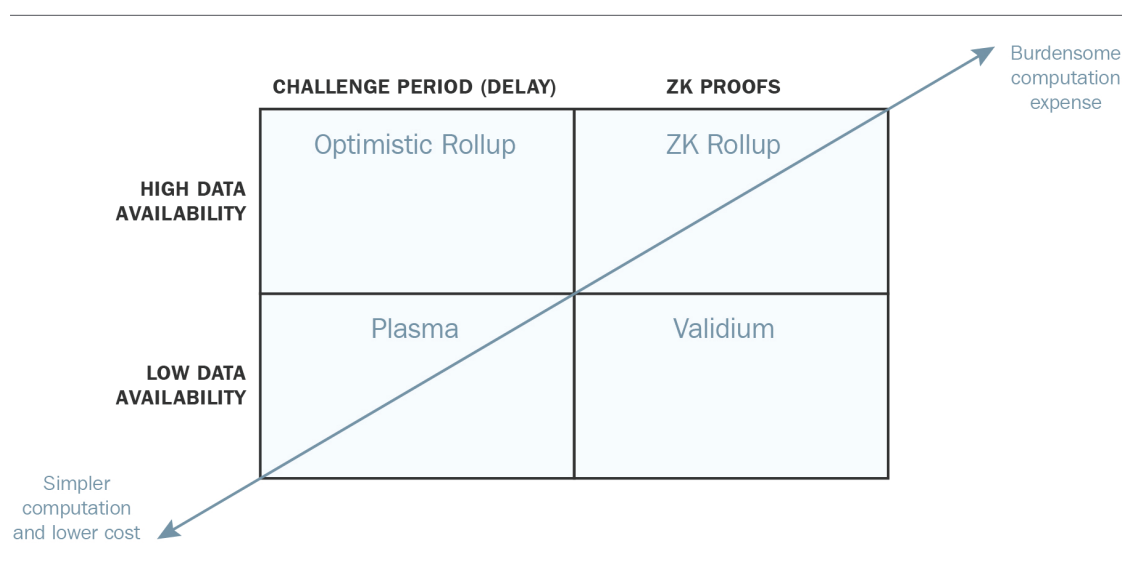 Burdensome
computation
expense
CHALLENGE PERIOD (DELAY)
ZK PROOFS
HIGH DATA
AVAILABILITY
Optimistic Rollup
ZK Rollup
LOW DATA
AVAILABILITY
Plasma
Validium
Simpler
computation
and lower cost